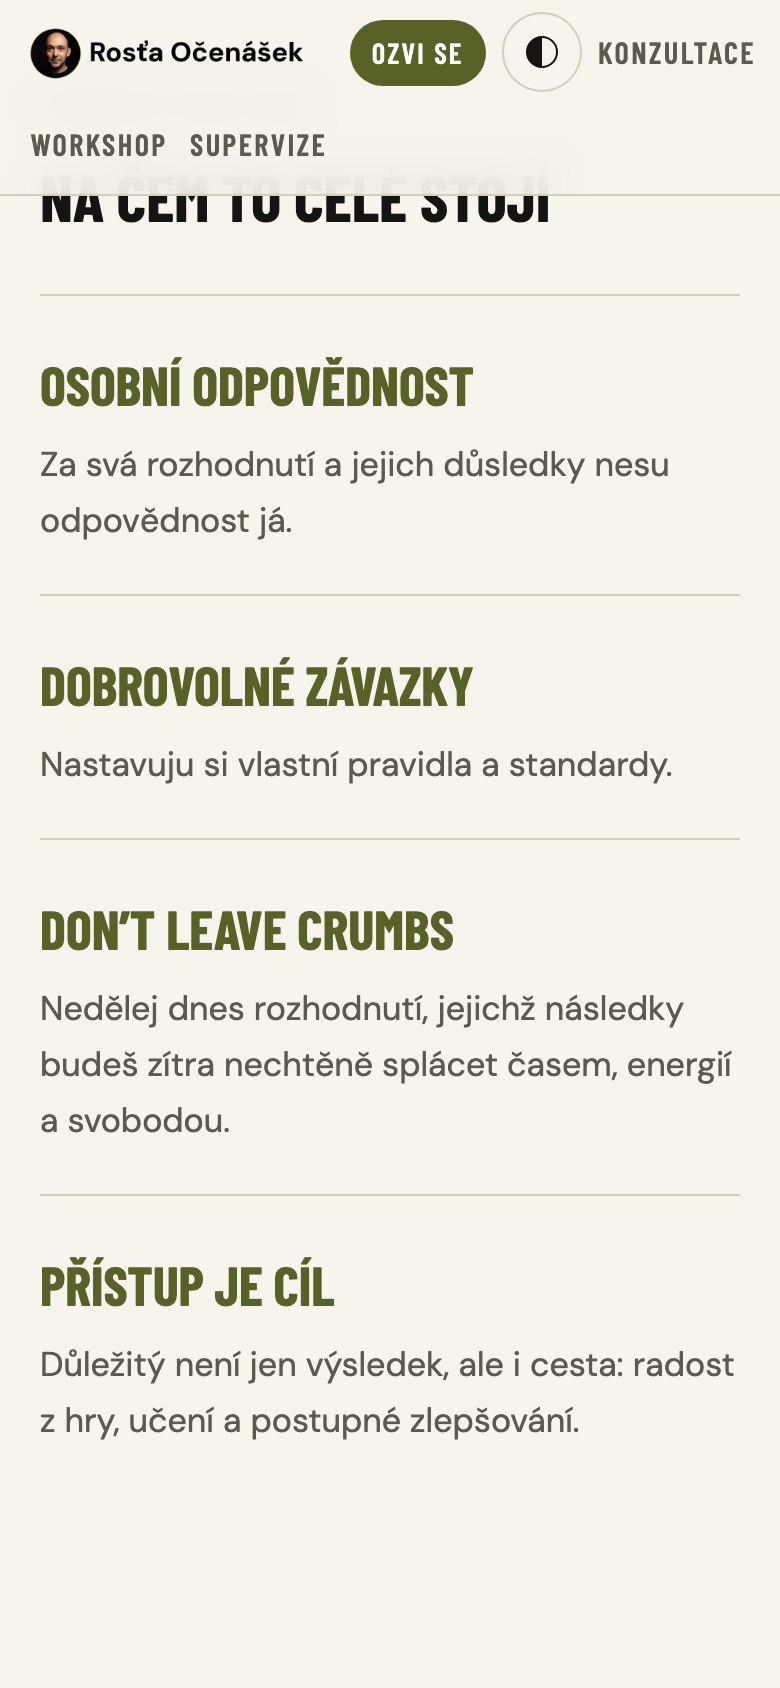 Rosťa Očenášek
OZVI SE
KONZULTACE
WORKSHOP SUPERVIZE
NA ČEM TO CELÉ STOJÍ
OSOBNÍ ODPOVĚDNOST
Za svá rozhodnutí a jejich důsledky nesu
odpovědnost já.
DOBROVOLNÉ ZÁVAZKY
Nastavuju si vlastní pravidla a standardy.
DON’T LEAVE CRUMBS
Nedělej dnes rozhodnutí, jejichž následky
budeš zítra nechtěně splácet časem, energií
a svobodou.
PŘÍSTUP JE CÍL
Důležitý není jen výsledek, ale i cesta: radost
z hry, učení a postupné zlepšování.